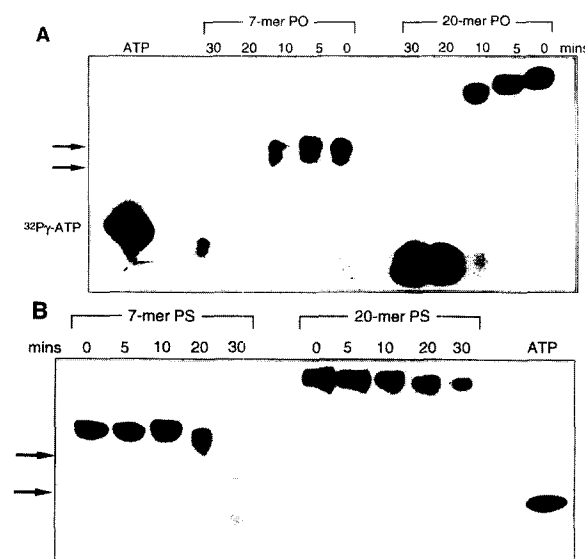 A
7-mer PO
20-mer PO
ATP
30 20 10 5 0
30 20 10 5 0 mins
³²Pγ-ATP
B
7-mer PS
20-mer PS
mins 0 5 10 20 30
0 5 10 20 30
ATP